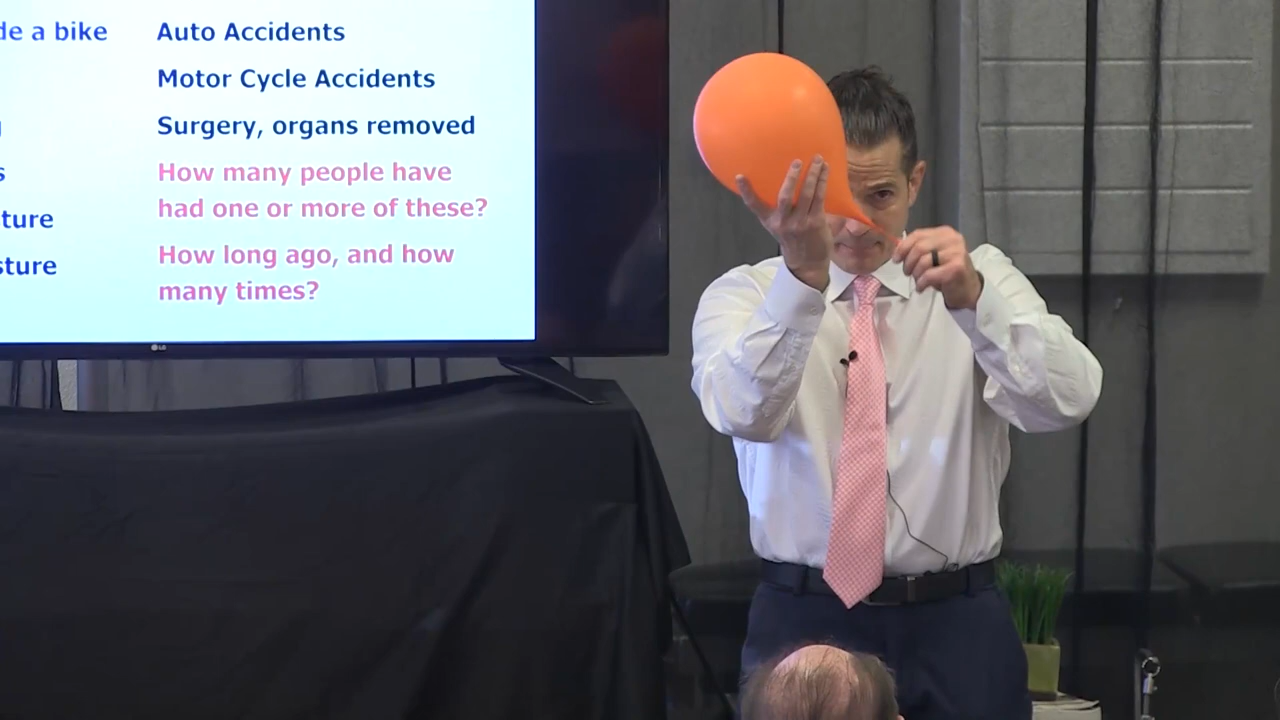 de a bike
Auto Accidents
Motor Cycle Accidents
Surgery, organs removed
s
How many people have
had one or more of these?
ture
sture
How long ago, and how
many times?
LG